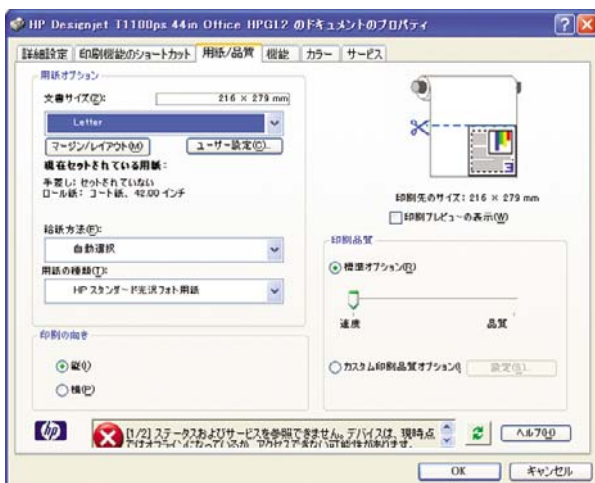 HP Designjet T1100ps 44in Office HPGL2 のドキュメントのプロパティ
詳細設定 印刷機能のショートカット 用紙/品質 機能 カラー サービス
用紙オプション
文書サイズ(Z): 216 × 279 mm
Letter
マージン/レイアウト(M) ユーザー設定(C)...
現在セットされている用紙:
手差し: セットされていない
ロール紙: コート紙、42.00 インチ
給紙方法(F):
自動選択
用紙の種類(T):
HP スタンダード光沢フォト用紙
印刷の向き
縦(I)
横(P)
印刷先のサイズ: 216 × 279 mm
印刷プレビューの表示(W)
印刷品質
標準オプション(R)
速度 品質
カスタム印刷品質オプション(
設定(G)...
hp
[1/2] ステータスおよびサービスを参照できません。デバイスは、現時点
ではオフラインになっているか、アクセスできない可能性があります。
ヘルプ(H)
OK キャンセル